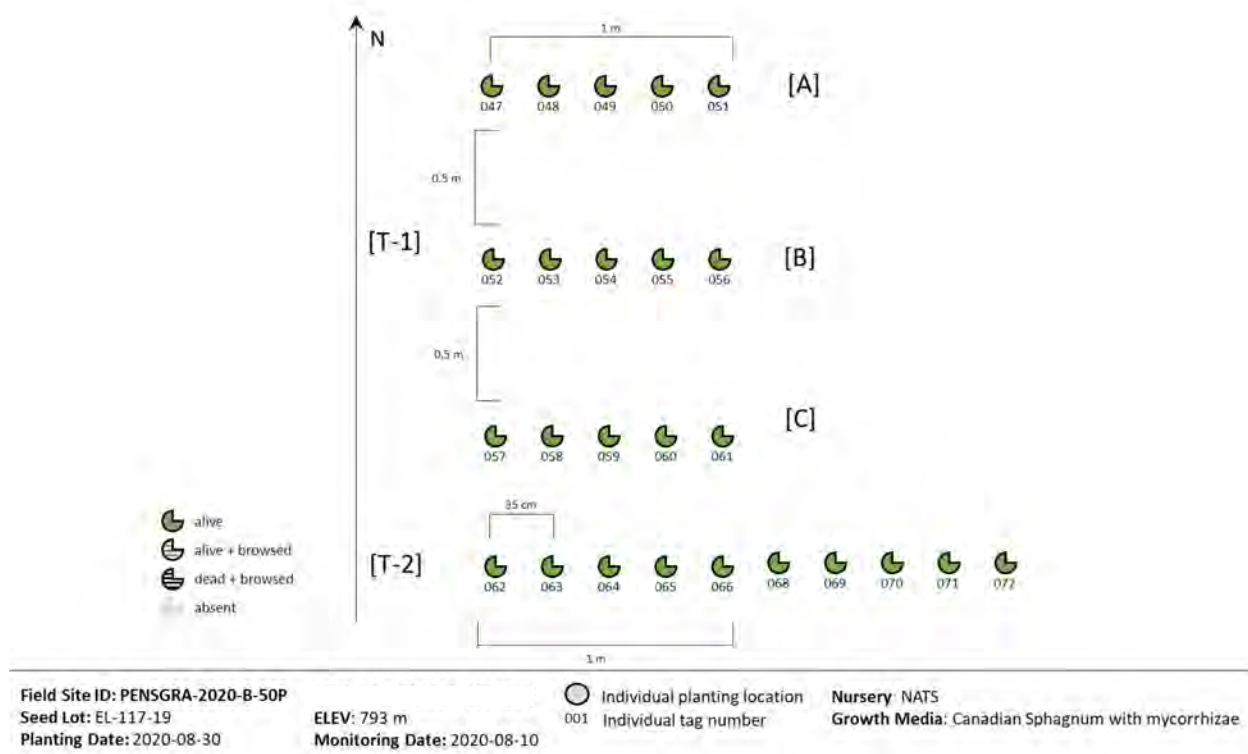 N
1 m
047 048 049 050 051
[A]
0.5 m
[T-1]
052 053 054 055 056
[B]
0.5 m
[C]
057 058 059 060 061
35 cm
alive
alive + browsed
dead + browsed
absent
[T-2]
062 063 064 065 066 068 069 070 071 072
1 m
Field Site ID: PENSGRA-2020-B-50P
Seed Lot: EL-117-19
Planting Date: 2020-08-30
ELEV: 793 m
Monitoring Date: 2020-08-10
Individual planting location
001 Individual tag number
Nursery: NATS
Growth Media: Canadian Sphagnum with mycorrhizae